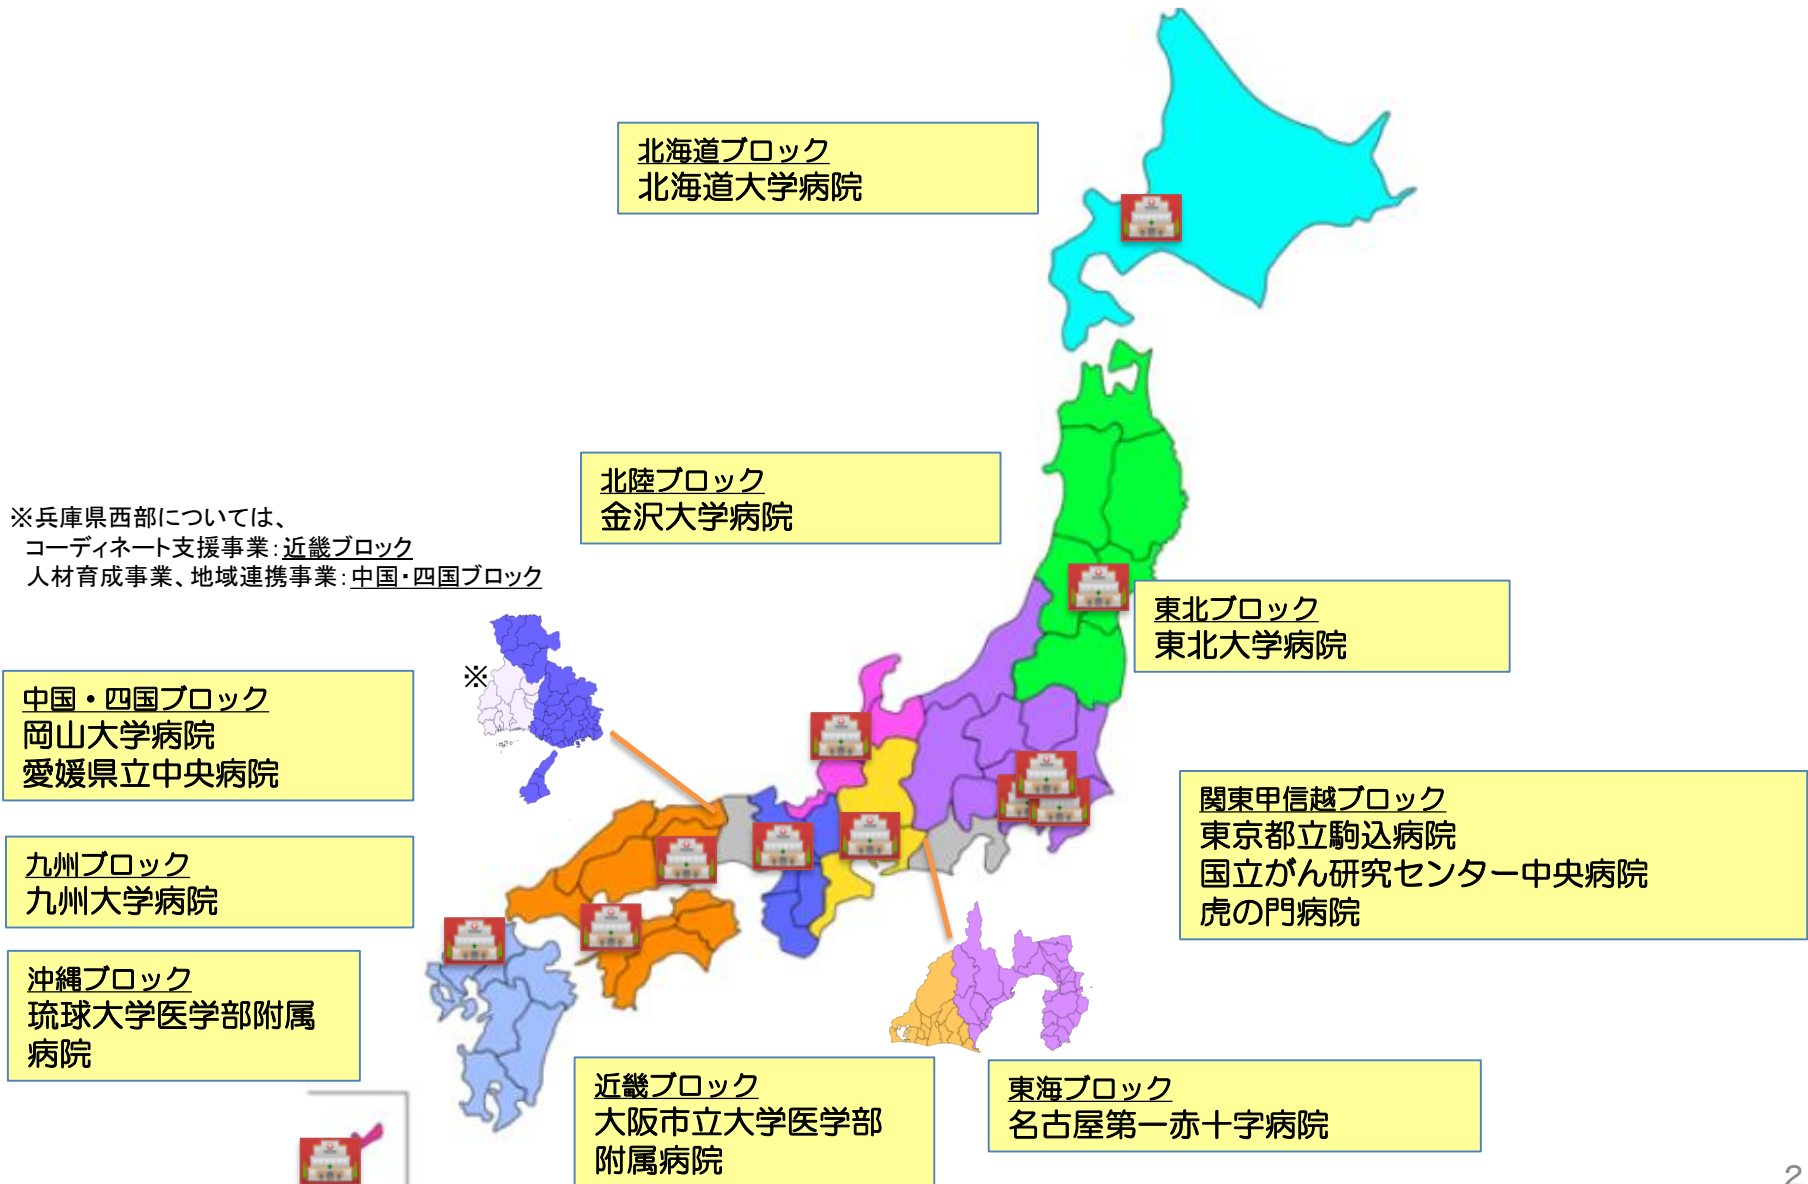 北海道ブロック
北海道大学病院
北陸ブロック
金沢大学病院
※兵庫県西部については、
コーディネート支援事業：近畿ブロック
人材育成事業、地域連携事業：中国・四国ブロック
東北ブロック
東北大学病院
※
中国・四国ブロック
岡山大学病院
愛媛県立中央病院
関東甲信越ブロック
東京都立駒込病院
国立がん研究センター中央病院
虎の門病院
九州ブロック
九州大学病院
沖縄ブロック
琉球大学医学部附属
病院
近畿ブロック
大阪市立大学医学部
附属病院
東海ブロック
名古屋第一赤十字病院
2